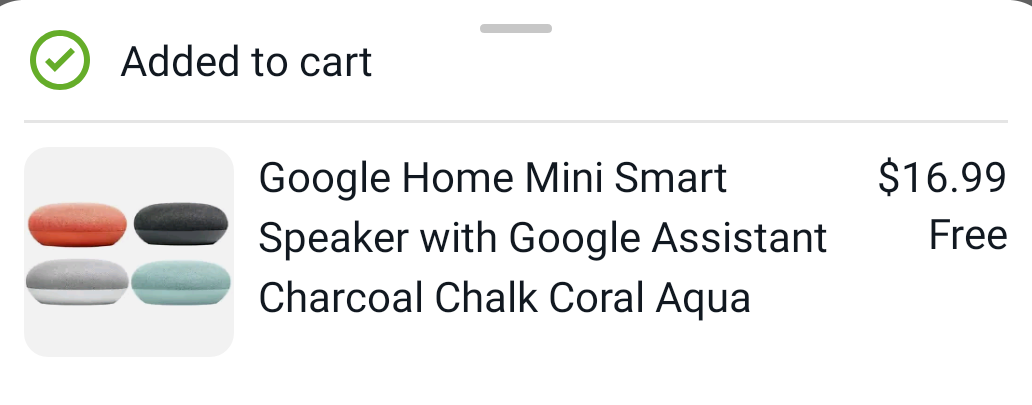 Added to cart
Google Home Mini Smart
$16.99
Speaker with Google Assistant
Free
Charcoal Chalk Coral Aqua